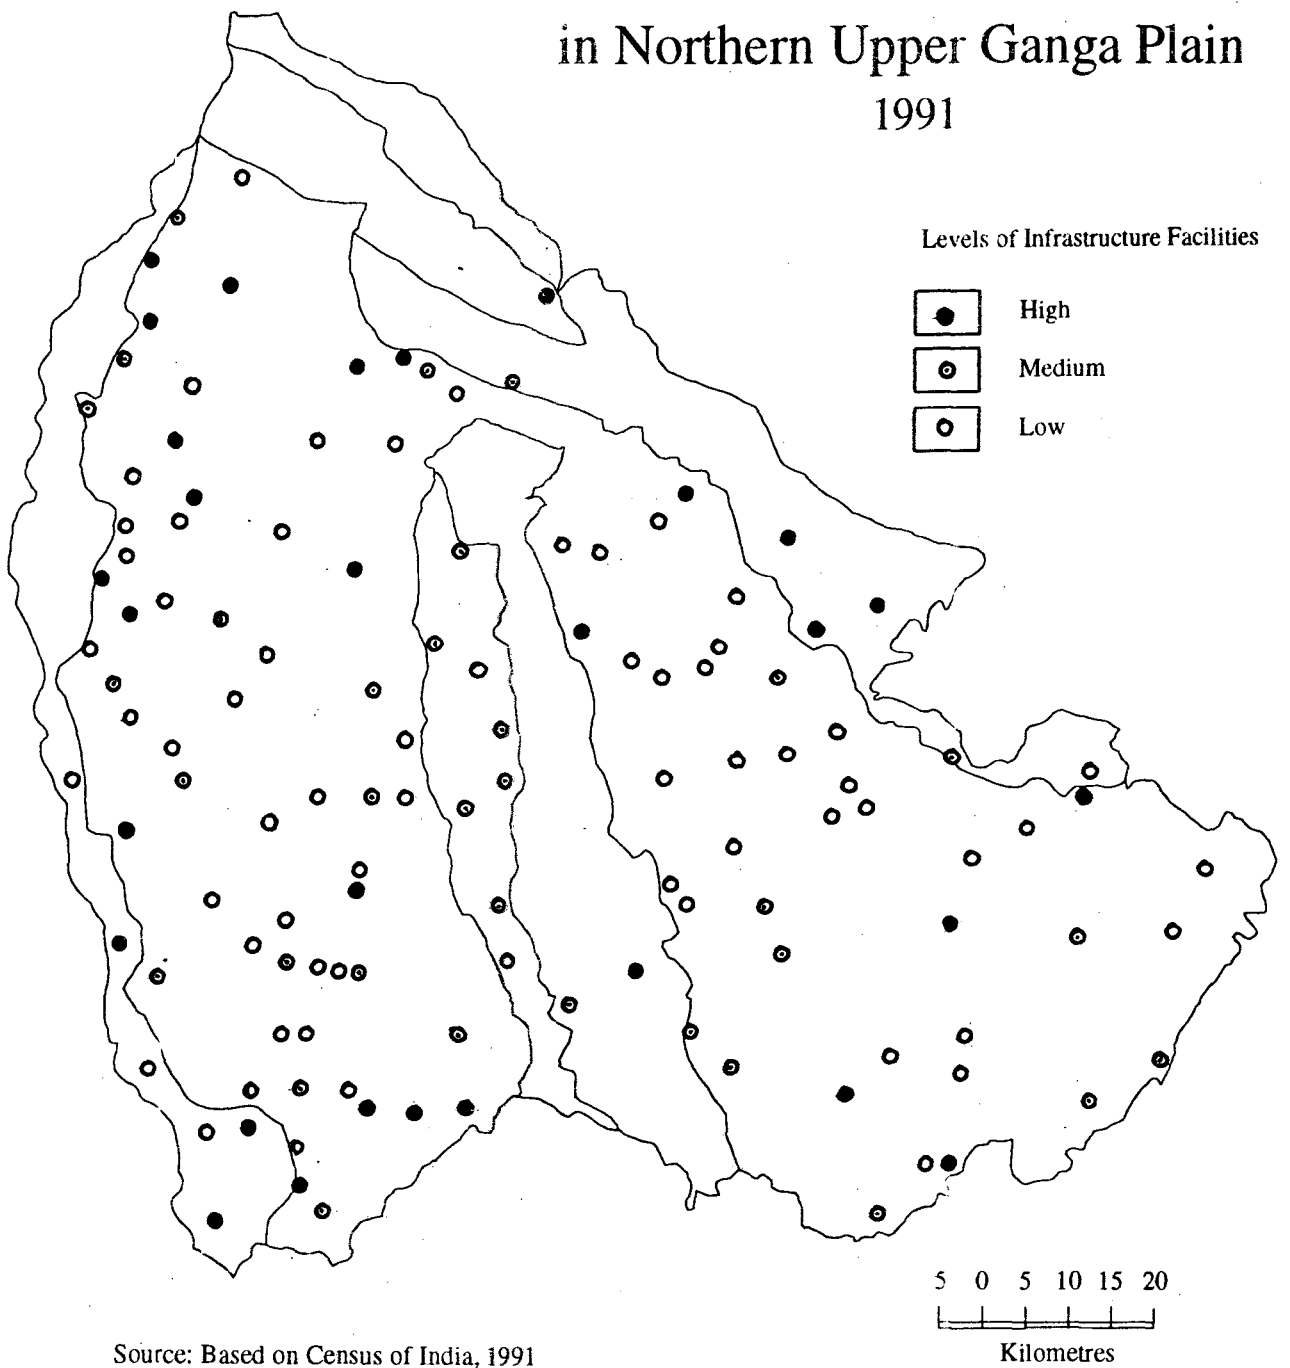 in Northern Upper Ganga Plain
1991
Levels of Infrastructure Facilities
High
Medium
Low
5 0 5 10 15 20
Kilometres
Source: Based on Census of India, 1991